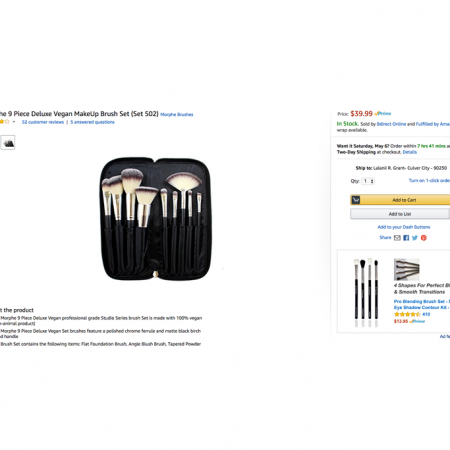 he 9 Piece Deluxe Vegan MakeUp Brush Set (Set 502) Morphe Brushes
52 customer reviews | 5 answered questions
t the product
Morphe 9 Piece Deluxe Vegan professional grade Studio Series brush Set is made with 100% vegan
n-animal product)
Morphe 9 Piece Deluxe Vegan Set brushes feature a polished chrome ferrule and matte black birch
d handle
Brush Set contains the following items: Flat Foundation Brush, Angle Blush Brush, Tapered Powder
Price: $39.99 Prime
In Stock. Sold by Bdirect Online and Fulfilled by Ama
wrap available.
Want it Saturday, May 6? Order within 7 hrs 41 mins a
Two-Day Shipping at checkout. Details
Ship to: Lalanii R. Gram- Culver City - 90230
Qty: 1
Turn on 1-click orde
Add to Cart
Add to List
Add to your Dash Buttons
Share
4 Shapes For Perfect Bl
& Smooth Transitions
Pro Blending Brush Set -
Eye Shadow Contour Kit -
410
$13.95 Prime
Ad fe